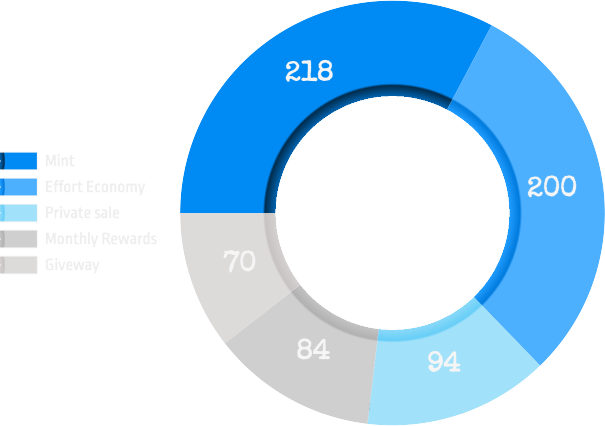 218
200
Mint
Effort Economy
Private sale
Monthly Rewards
Giveway
70
84
94